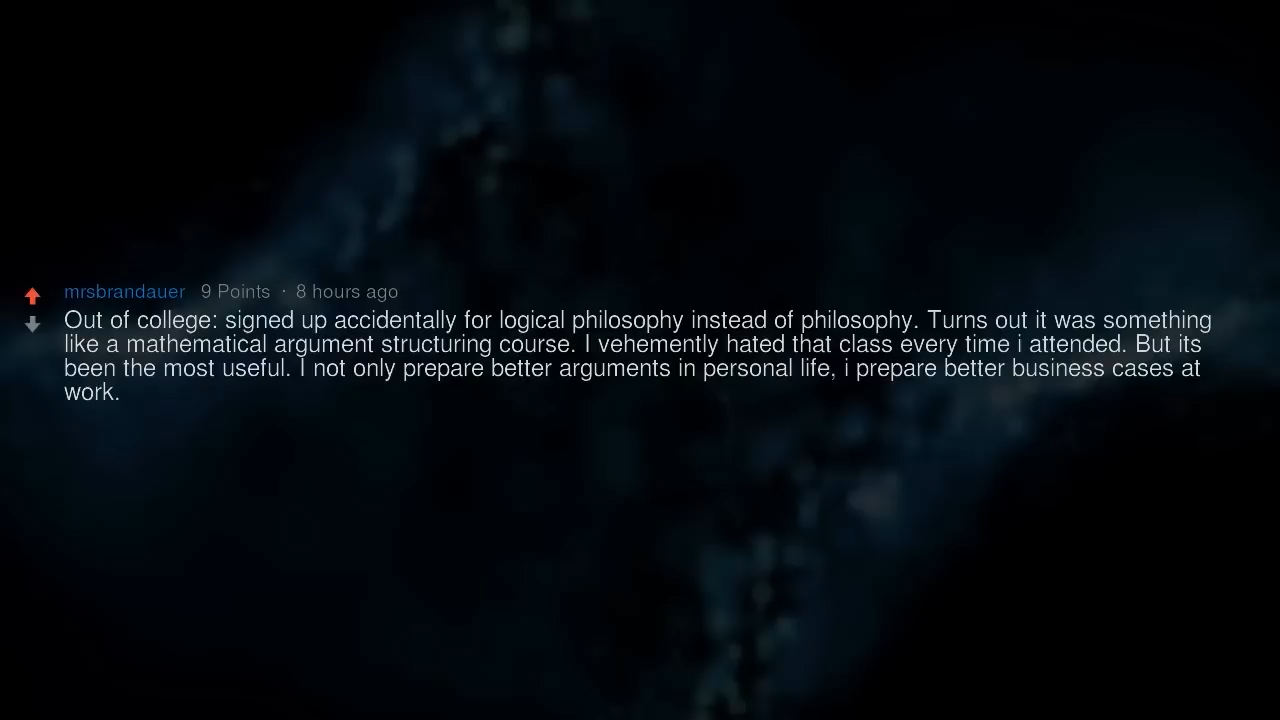 mrsbrandauer 9 Points · 8 hours ago
Out of college: signed up accidentally for logical philosophy instead of philosophy. Turns out it was something
like a mathematical argument structuring course. I vehemently hated that class every time i attended. But its
been the most useful. I not only prepare better arguments in personal life, i prepare better business cases at
work.